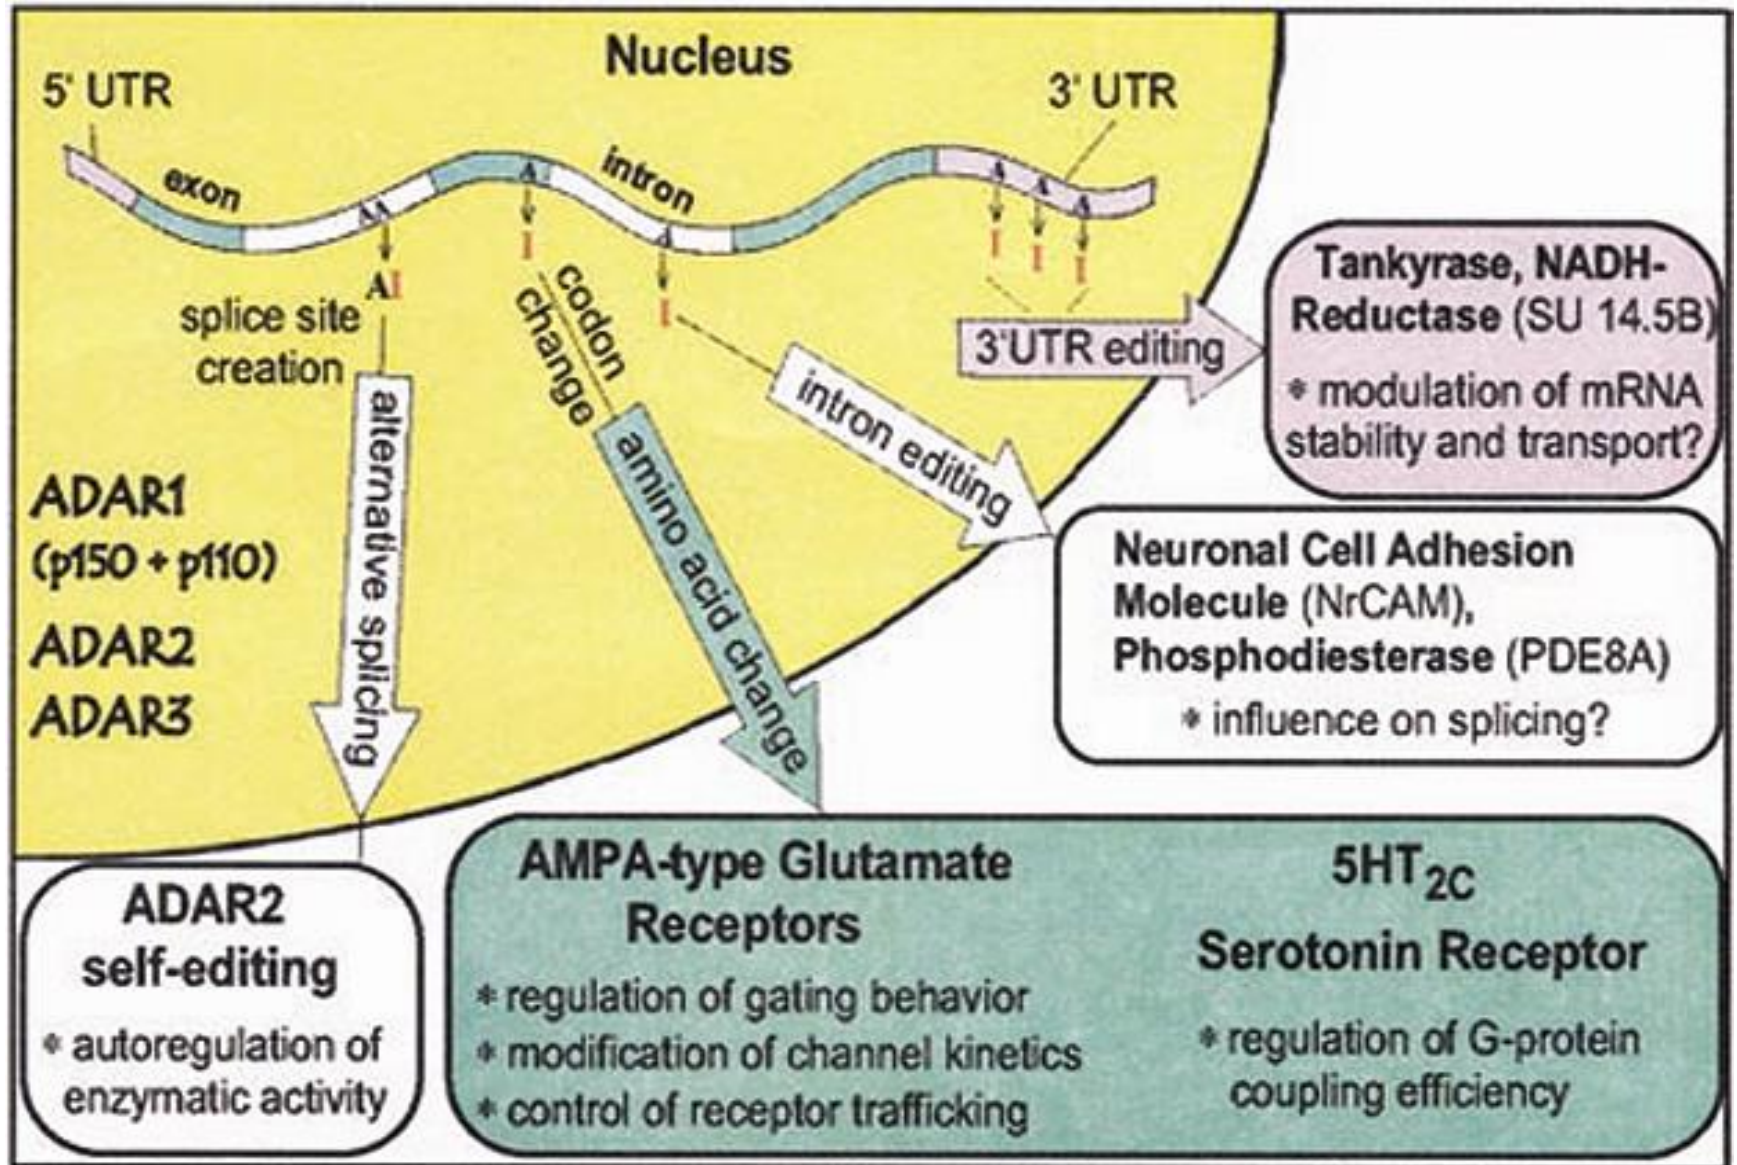 Nucleus
5' UTR
3' UTR
exon
intron
AA
A
A
A
A
A
AI
I
I
I
I
I
splice site
creation
codon
change
alternative splicing
amino acid change
intron editing
3'UTR editing
ADAR1
(p150 + p110)
ADAR2
ADAR3
Tankyrase, NADH-
Reductase (SU 14.5B)
* modulation of mRNA
stability and transport?
Neuronal Cell Adhesion
Molecule (NrCAM),
Phosphodiesterase (PDE8A)
* influence on splicing?
ADAR2
self-editing
* autoregulation of
enzymatic activity
AMPA-type Glutamate
Receptors
* regulation of gating behavior
* modification of channel kinetics
* control of receptor trafficking
5HT2C
Serotonin Receptor
* regulation of G-protein
coupling efficiency